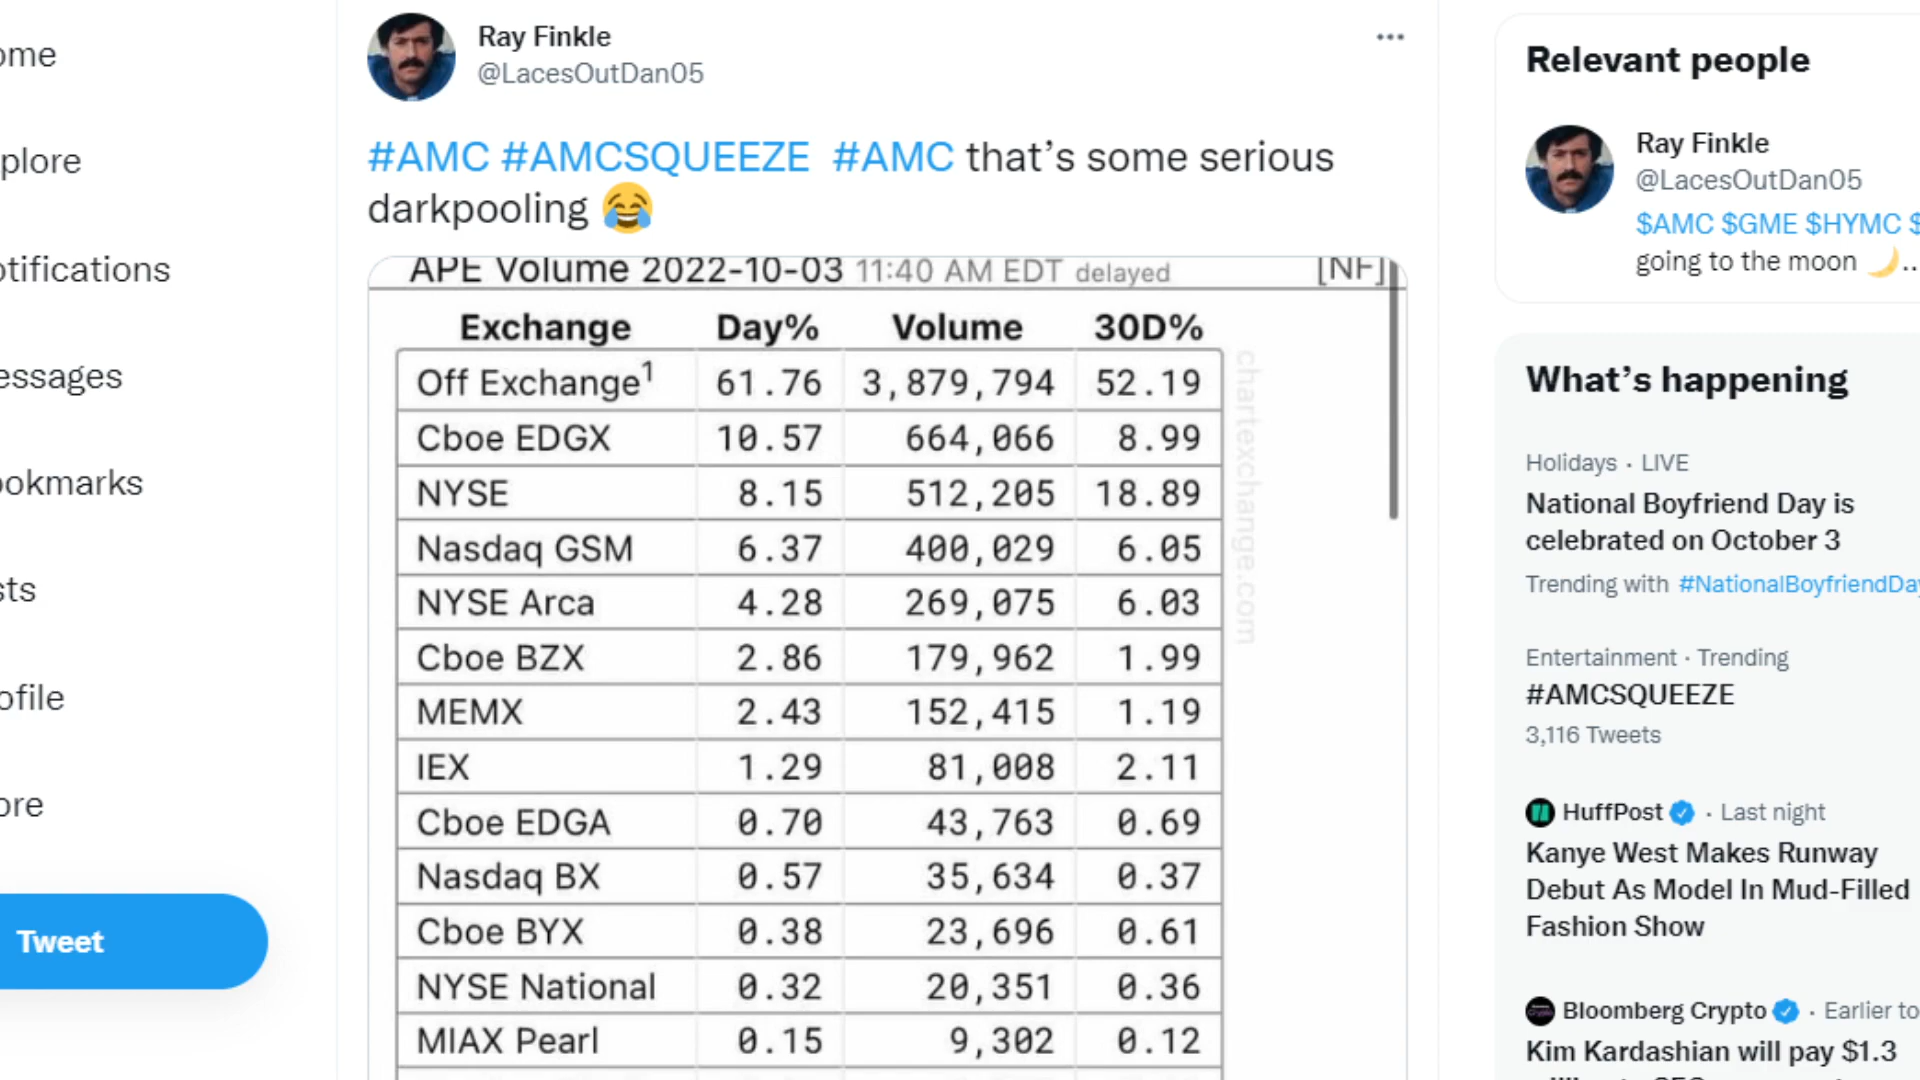 ome
plore
otifications
essages
ookmarks
sts
ofile
ore
Tweet
Ray Finkle
@LacesOutDan05
#AMC #AMCSQUEEZE #AMC that's some serious
darkpooling 😂
APE Volume 2022-10-03 11:40 AM EDT delayed [NF]
Exchange Day% Volume 30D%
Off Exchange¹ 61.76 3,879,794 52.19
Cboe EDGX 10.57 664,066 8.99
NYSE 8.15 512,205 18.89
Nasdaq GSM 6.37 400,029 6.05
NYSE Arca 4.28 269,075 6.03
Cboe BZX 2.86 179,962 1.99
MEMX 2.43 152,415 1.19
IEX 1.29 81,008 2.11
Cboe EDGA 0.70 43,763 0.69
Nasdaq BX 0.57 35,634 0.37
Cboe BYX 0.38 23,696 0.61
NYSE National 0.32 20,351 0.36
MIAX Pearl 0.15 9,302 0.12
chartexchange.com
Relevant people
Ray Finkle
@LacesOutDan05
$AMC $GME $HYMC $
going to the moon 🌙..
What's happening
Holidays · LIVE
National Boyfriend Day is
celebrated on October 3
Trending with #NationalBoyfriendDay
Entertainment · Trending
#AMCSQUEEZE
3,116 Tweets
HuffPost · Last night
Kanye West Makes Runway
Debut As Model In Mud-Filled
Fashion Show
Bloomberg Crypto · Earlier to
Kim Kardashian will pay $1.3